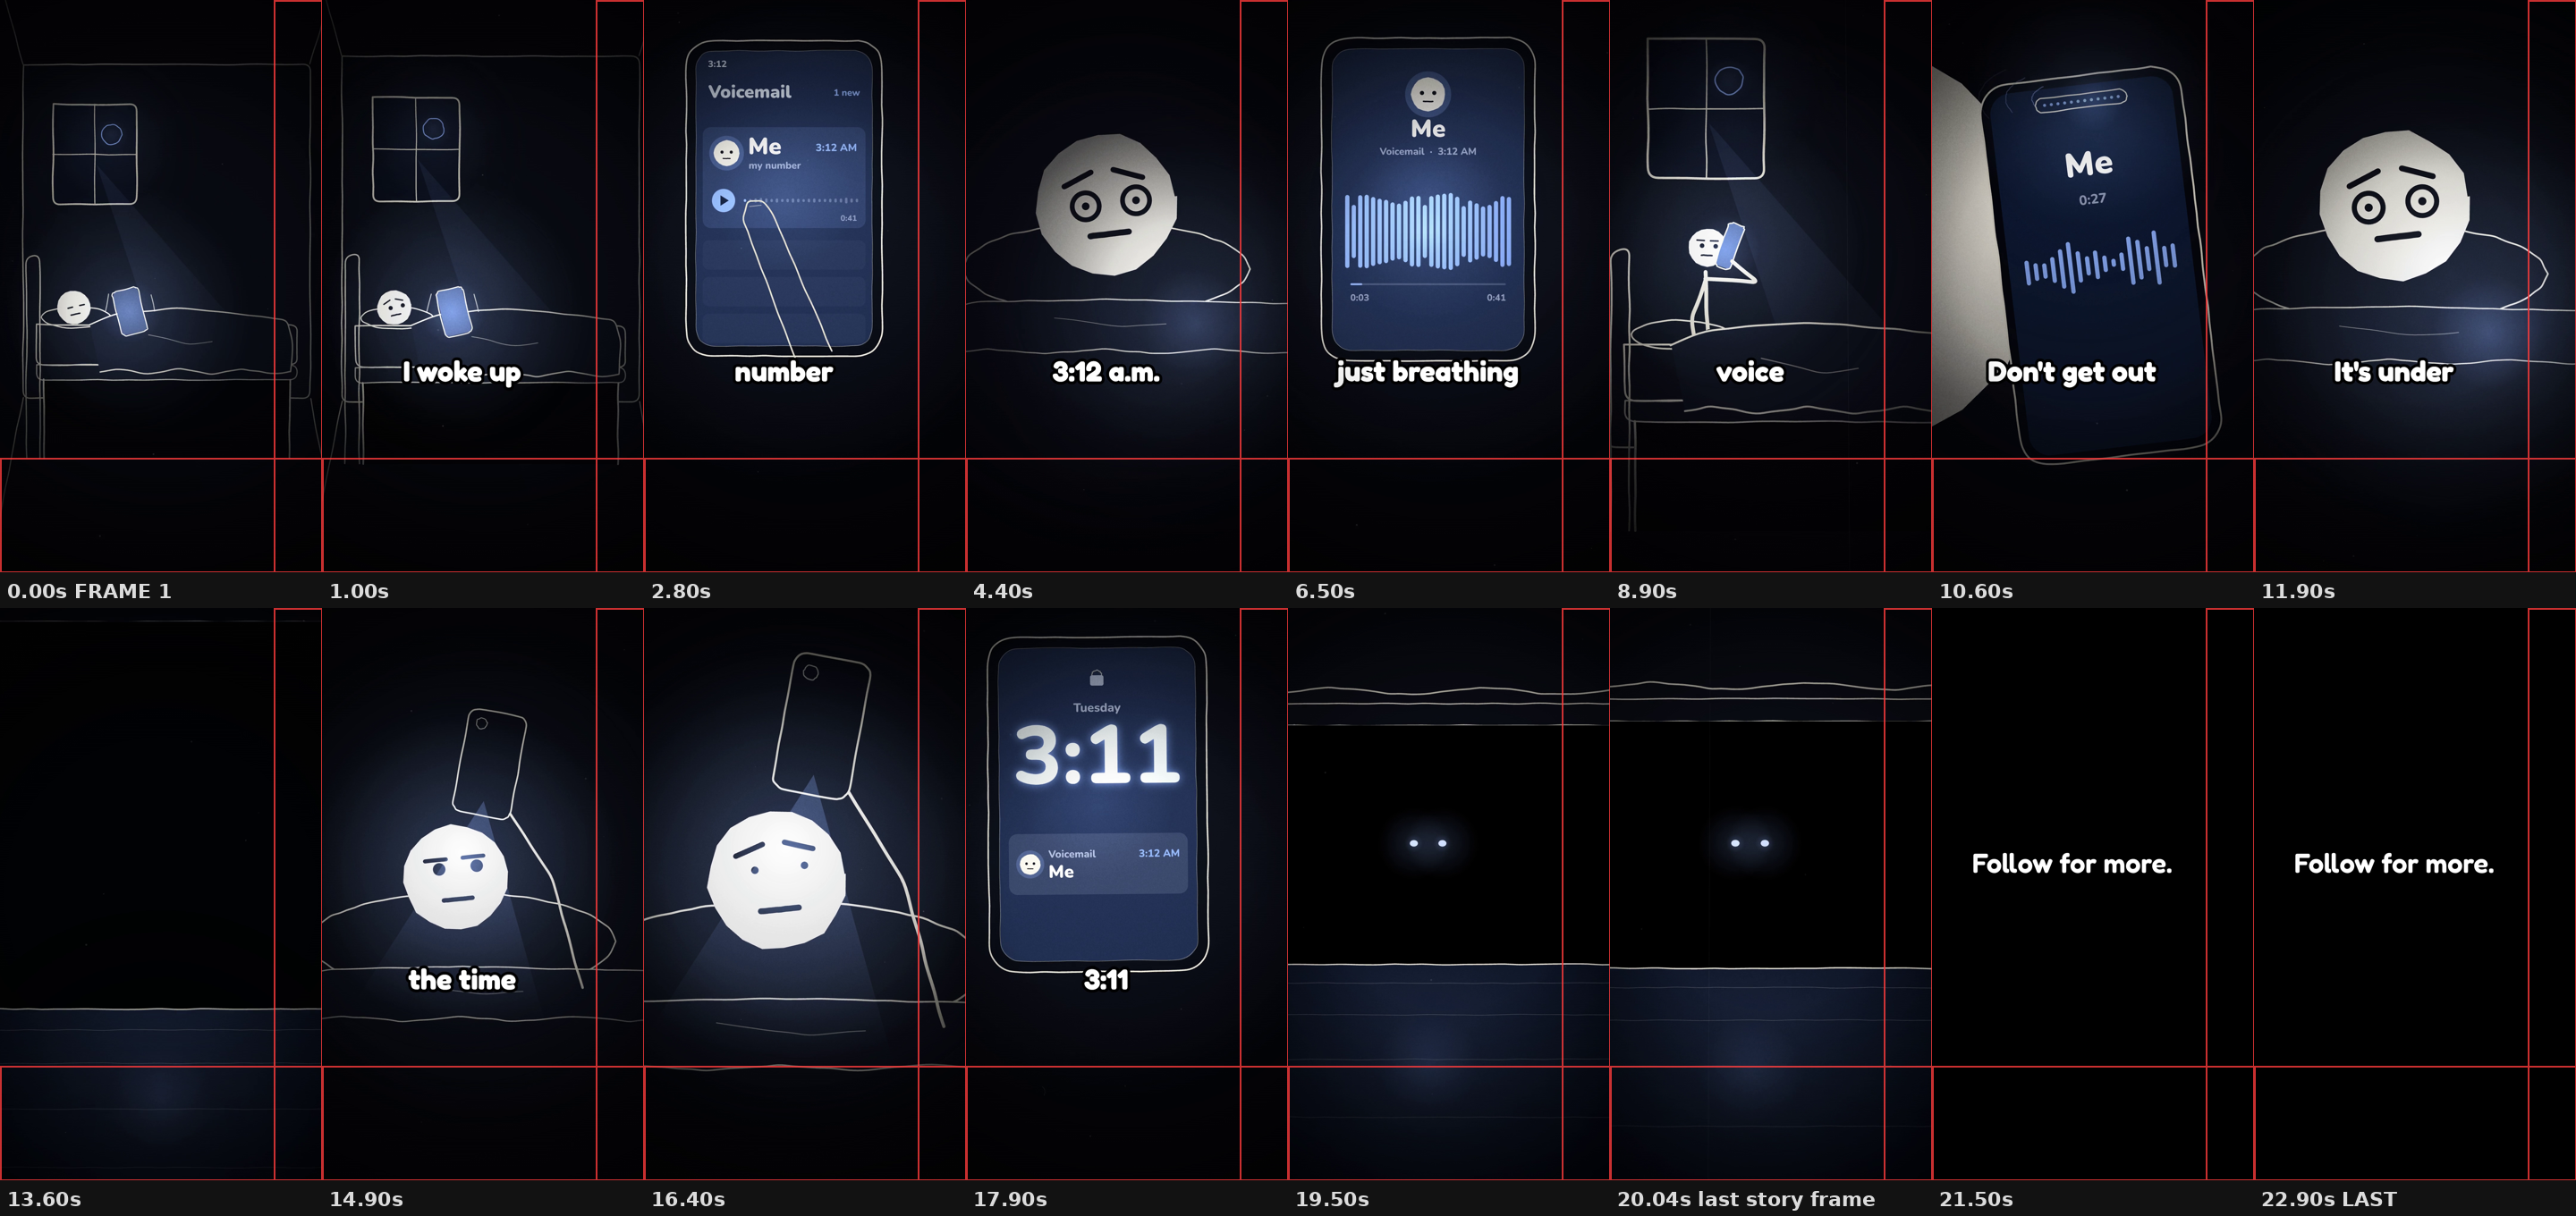 3:12
Voicemail
1 new
Me
3:12 AM
my number
0:41
Me
Voicemail · 3:12 AM
0:03
0:41
Me
0:27
I woke up
number
3:12 a.m.
just breathing
voice
Don't get out
It's under
0.00s FRAME 1
1.00s
2.80s
4.40s
6.50s
8.90s
10.60s
11.90s
Tuesday
3:11
Voicemail
3:12 AM
Me
Follow for more.
Follow for more.
the time
3:11
13.60s
14.90s
16.40s
17.90s
19.50s
20.04s last story frame
21.50s
22.90s LAST